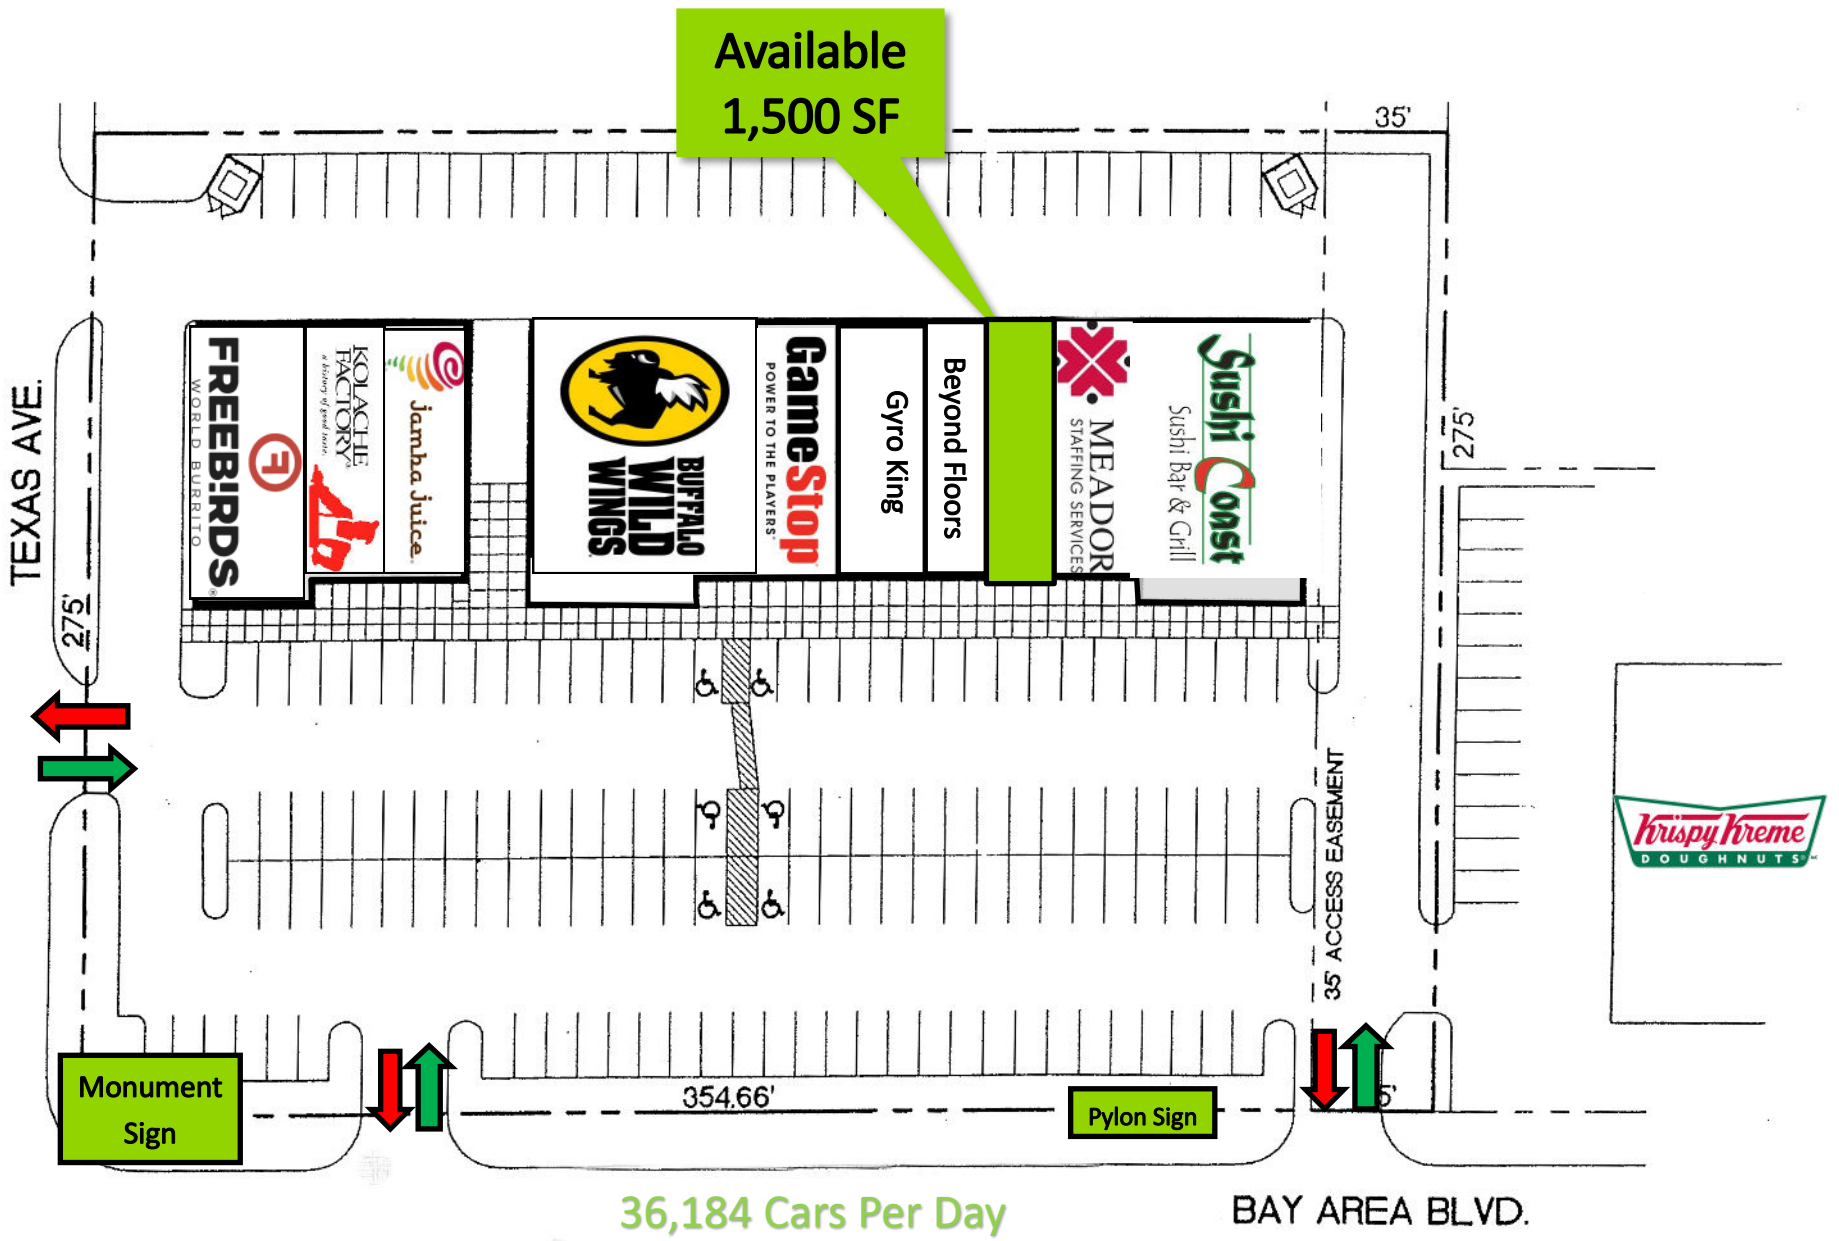 Available
1,500 SF
35'
TEXAS AVE.
275'
FREEBIRDS
WORLD BURRITO
KOLACHE
FACTORY
a history of good taste.
Jamba Juice
BUFFALO
WILD
WINGS
GameStop
POWER TO THE PLAYERS
Gyro King
Beyond Floors
MEADOR
STAFFING SERVICES
Sushi Coast
Sushi Bar & Grill
275'
35' ACCESS EASEMENT
Krispy Kreme
DOUGHNUTS
Monument
Sign
354.66'
Pylon Sign
5'
36,184 Cars Per Day
BAY AREA BLVD.